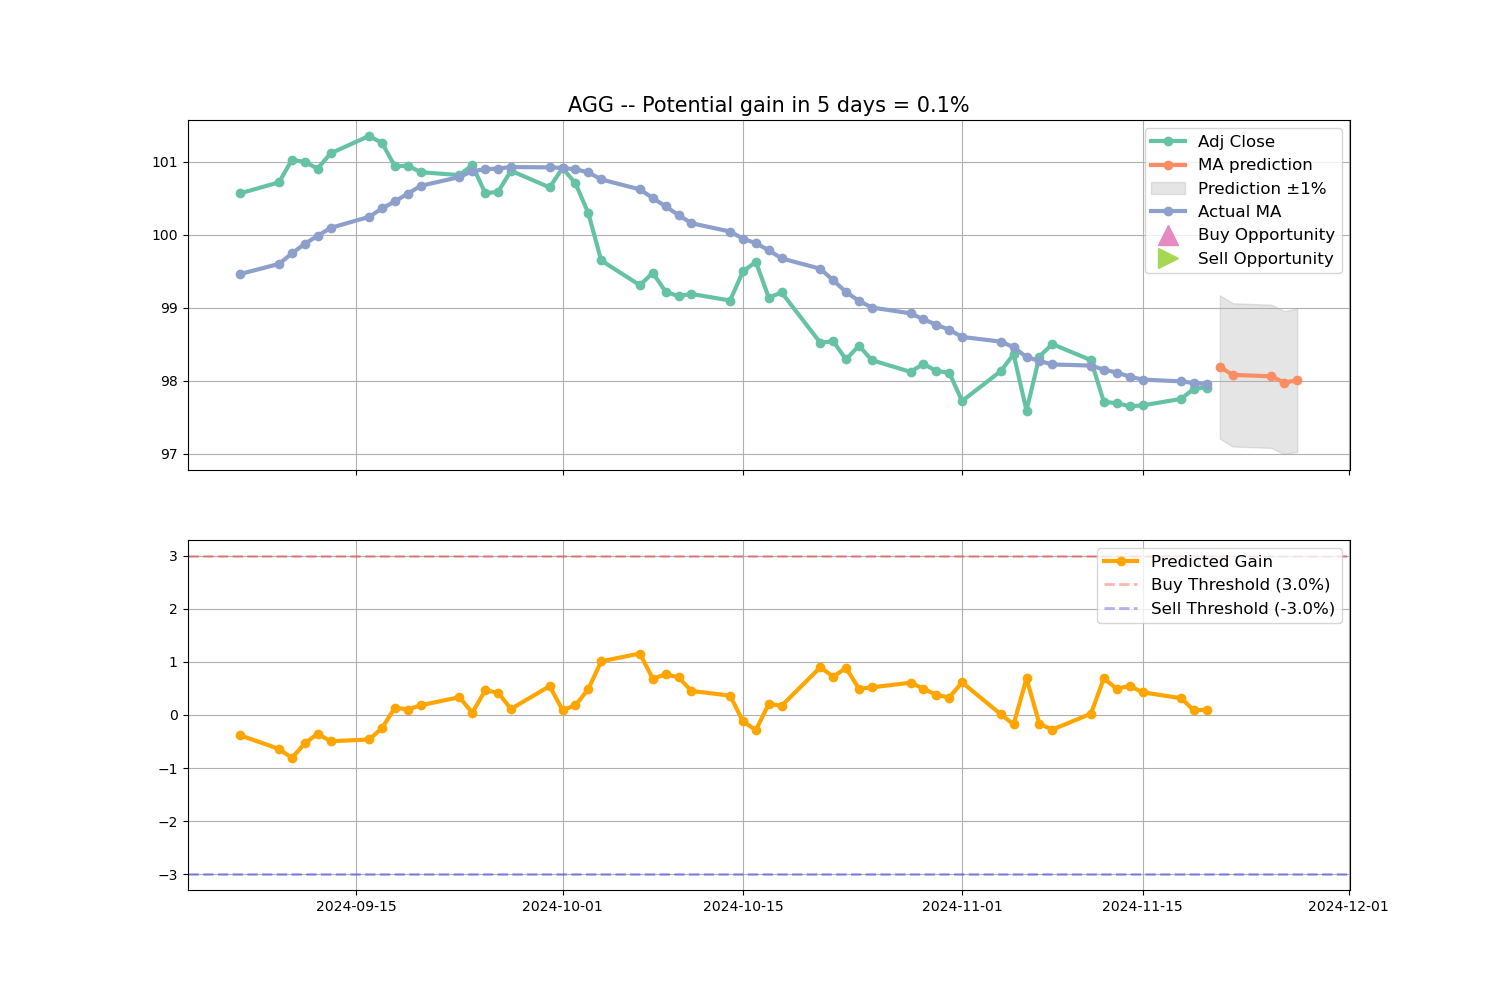 AGG -- Potential gain in 5 days = 0.1%
101
100
99
98
97
Adj Close
MA prediction
Prediction ±1%
Actual MA
Buy Opportunity
Sell Opportunity
3
2
1
0
−1
−2
−3
Predicted Gain
Buy Threshold (3.0%)
Sell Threshold (-3.0%)
2024-09-15 2024-10-01 2024-10-15 2024-11-01 2024-11-15 2024-12-01